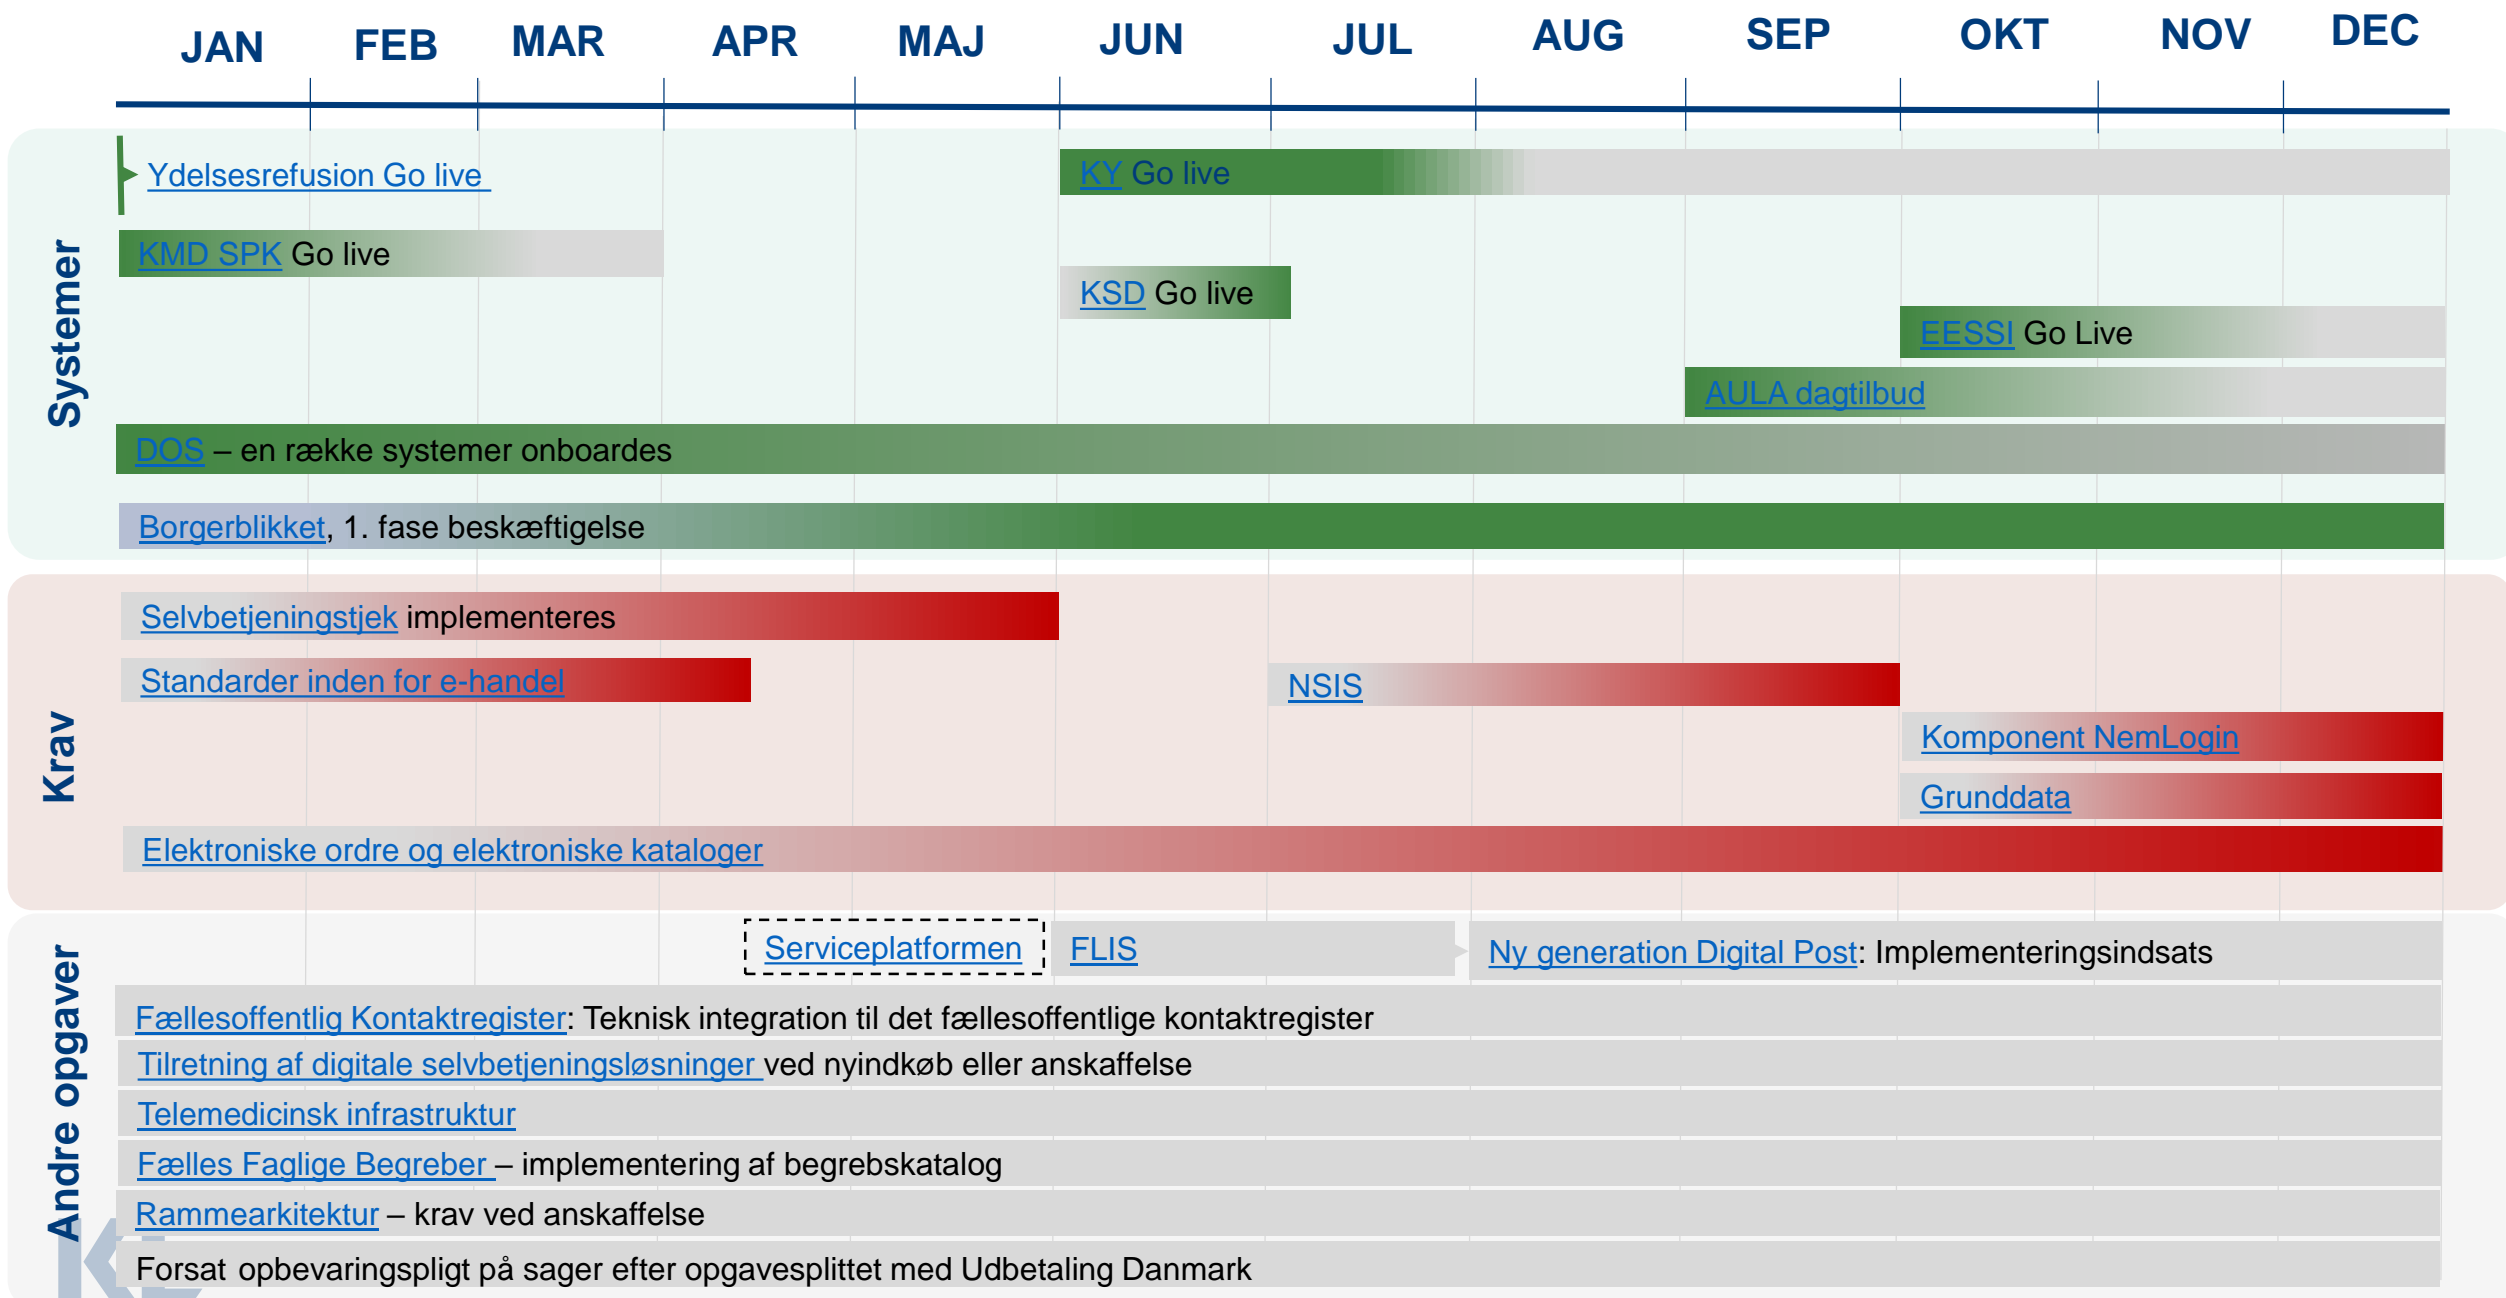 JAN FEB MAR APR MAJ JUN JUL AUG SEP OKT NOV DEC
Systemer
Ydelsesrefusion Go live
KY Go live
KMD SPK Go live
KSD Go live
EESSI Go Live
AULA dagtilbud
DOS – en række systemer onboardes
Borgerblikket, 1. fase beskæftigelse
Krav
Selvbetjeningstjek implementeres
Standarder inden for e-handel
NSIS
Komponent NemLogin
Grunddata
Elektroniske ordre og elektroniske kataloger
Andre opgaver
Serviceplatformen
FLIS
Ny generation Digital Post: Implementeringsindsats
Fællesoffentlig Kontaktregister: Teknisk integration til det fællesoffentlige kontaktregister
Tilretning af digitale selvbetjeningsløsninger ved nyindkøb eller anskaffelse
Telemedicinsk infrastruktur
Fælles Faglige Begreber – implementering af begrebskatalog
Rammearkitektur – krav ved anskaffelse
Forsat opbevaringspligt på sager efter opgavesplittet med Udbetaling Danmark